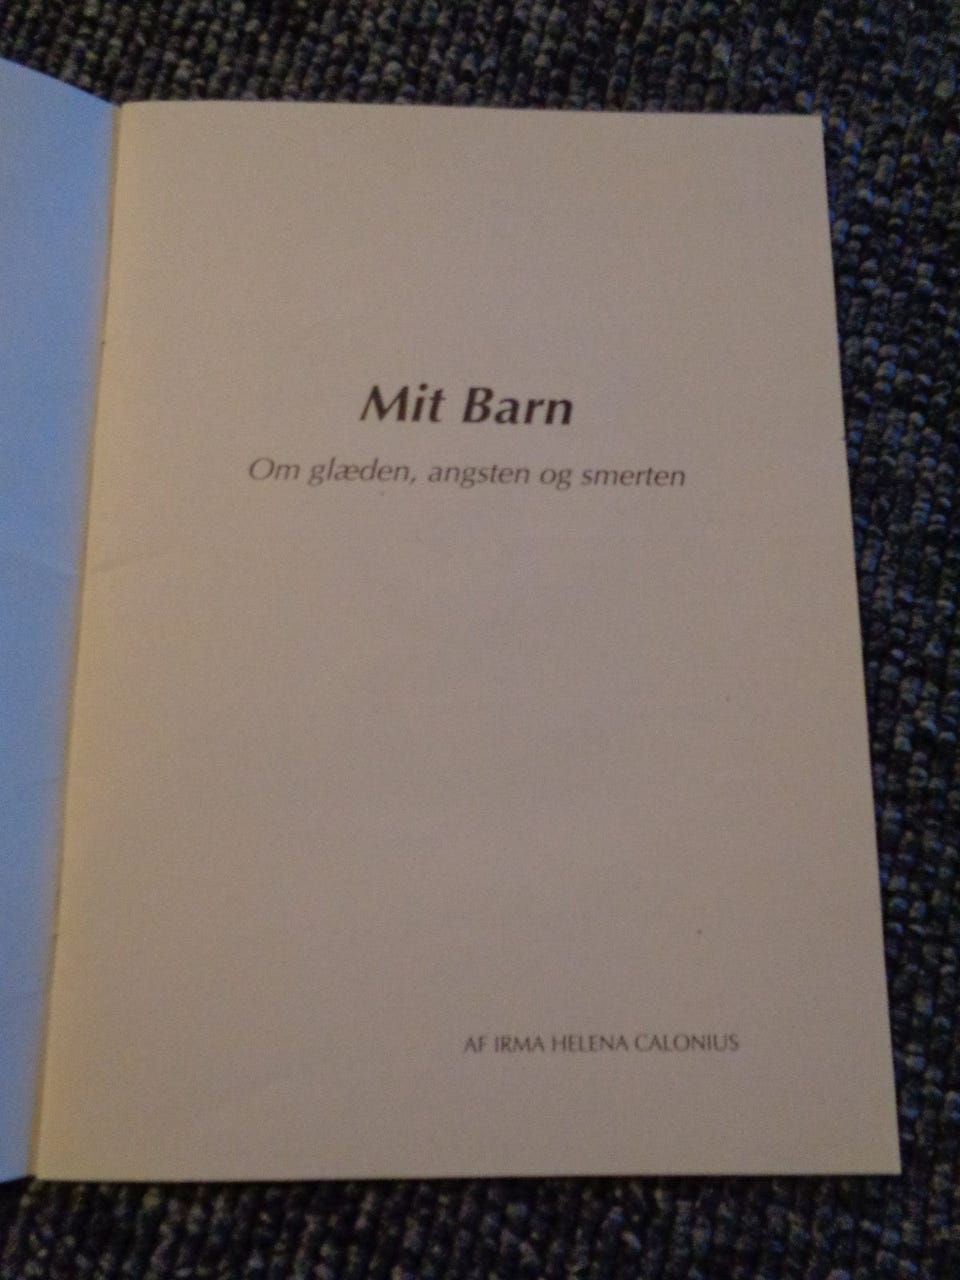 Mit Barn
Om glæden, angsten og smerten
AF IRMA HELENA CALONIUS